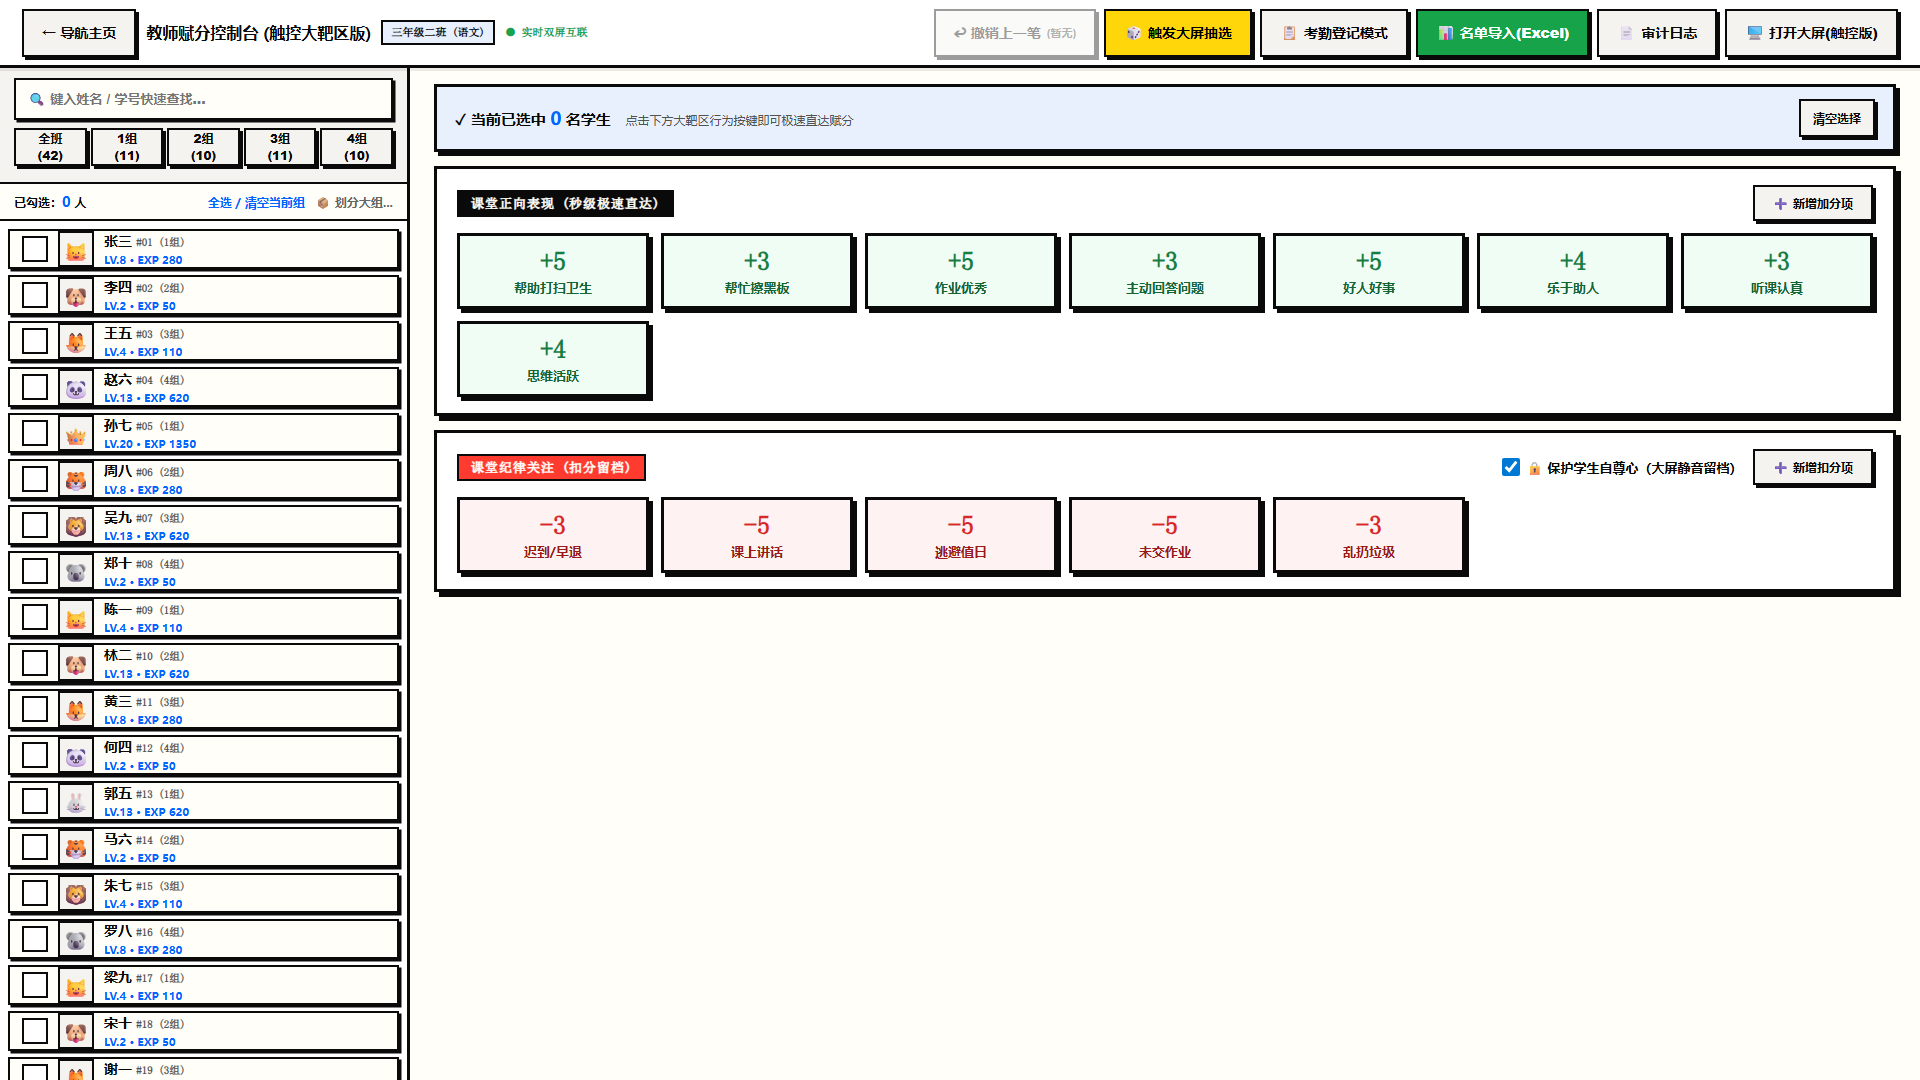 ← 导航主页
教师赋分控制台 (触控大靶区版)
三年级二班（语文）
● 实时双屏互联
↩ 撤销上一笔 (暂无)
触发大屏抽选
考勤登记模式
名单导入(Excel)
审计日志
打开大屏(触控版)
键入姓名 / 学号快速查找...
全班
(42)
1组
(11)
2组
(10)
3组
(11)
4组
(10)
已勾选: 0 人
全选 / 清空当前组
划分大组...
张三 #01（1组）
LV.8 • EXP 280
李四 #02（2组）
LV.2 • EXP 50
王五 #03（3组）
LV.4 • EXP 110
赵六 #04（4组）
LV.13 • EXP 620
孙七 #05（1组）
LV.20 • EXP 1350
周八 #06（2组）
LV.8 • EXP 280
吴九 #07（3组）
LV.13 • EXP 620
郑十 #08（4组）
LV.2 • EXP 50
陈一 #09（1组）
LV.4 • EXP 110
林二 #10（2组）
LV.13 • EXP 620
黄三 #11（3组）
LV.8 • EXP 280
何四 #12（4组）
LV.2 • EXP 50
郭五 #13（1组）
LV.13 • EXP 620
马六 #14（2组）
LV.2 • EXP 50
朱七 #15（3组）
LV.4 • EXP 110
罗八 #16（4组）
LV.8 • EXP 280
梁九 #17（1组）
LV.4 • EXP 110
宋十 #18（2组）
LV.2 • EXP 50
谢一 #19（3组）
✓ 当前已选中 0 名学生
点击下方大靶区行为按键即可极速直达赋分
清空选择
课堂正向表现（秒级极速直达）
新增加分项
+5
帮助打扫卫生
+3
帮忙擦黑板
+5
作业优秀
+3
主动回答问题
+5
好人好事
+4
乐于助人
+3
听课认真
+4
思维活跃
课堂纪律关注（扣分留档）
保护学生自尊心（大屏静音留档）
新增扣分项
−3
迟到/早退
−5
课上讲话
−5
逃避值日
−5
未交作业
−3
乱扔垃圾